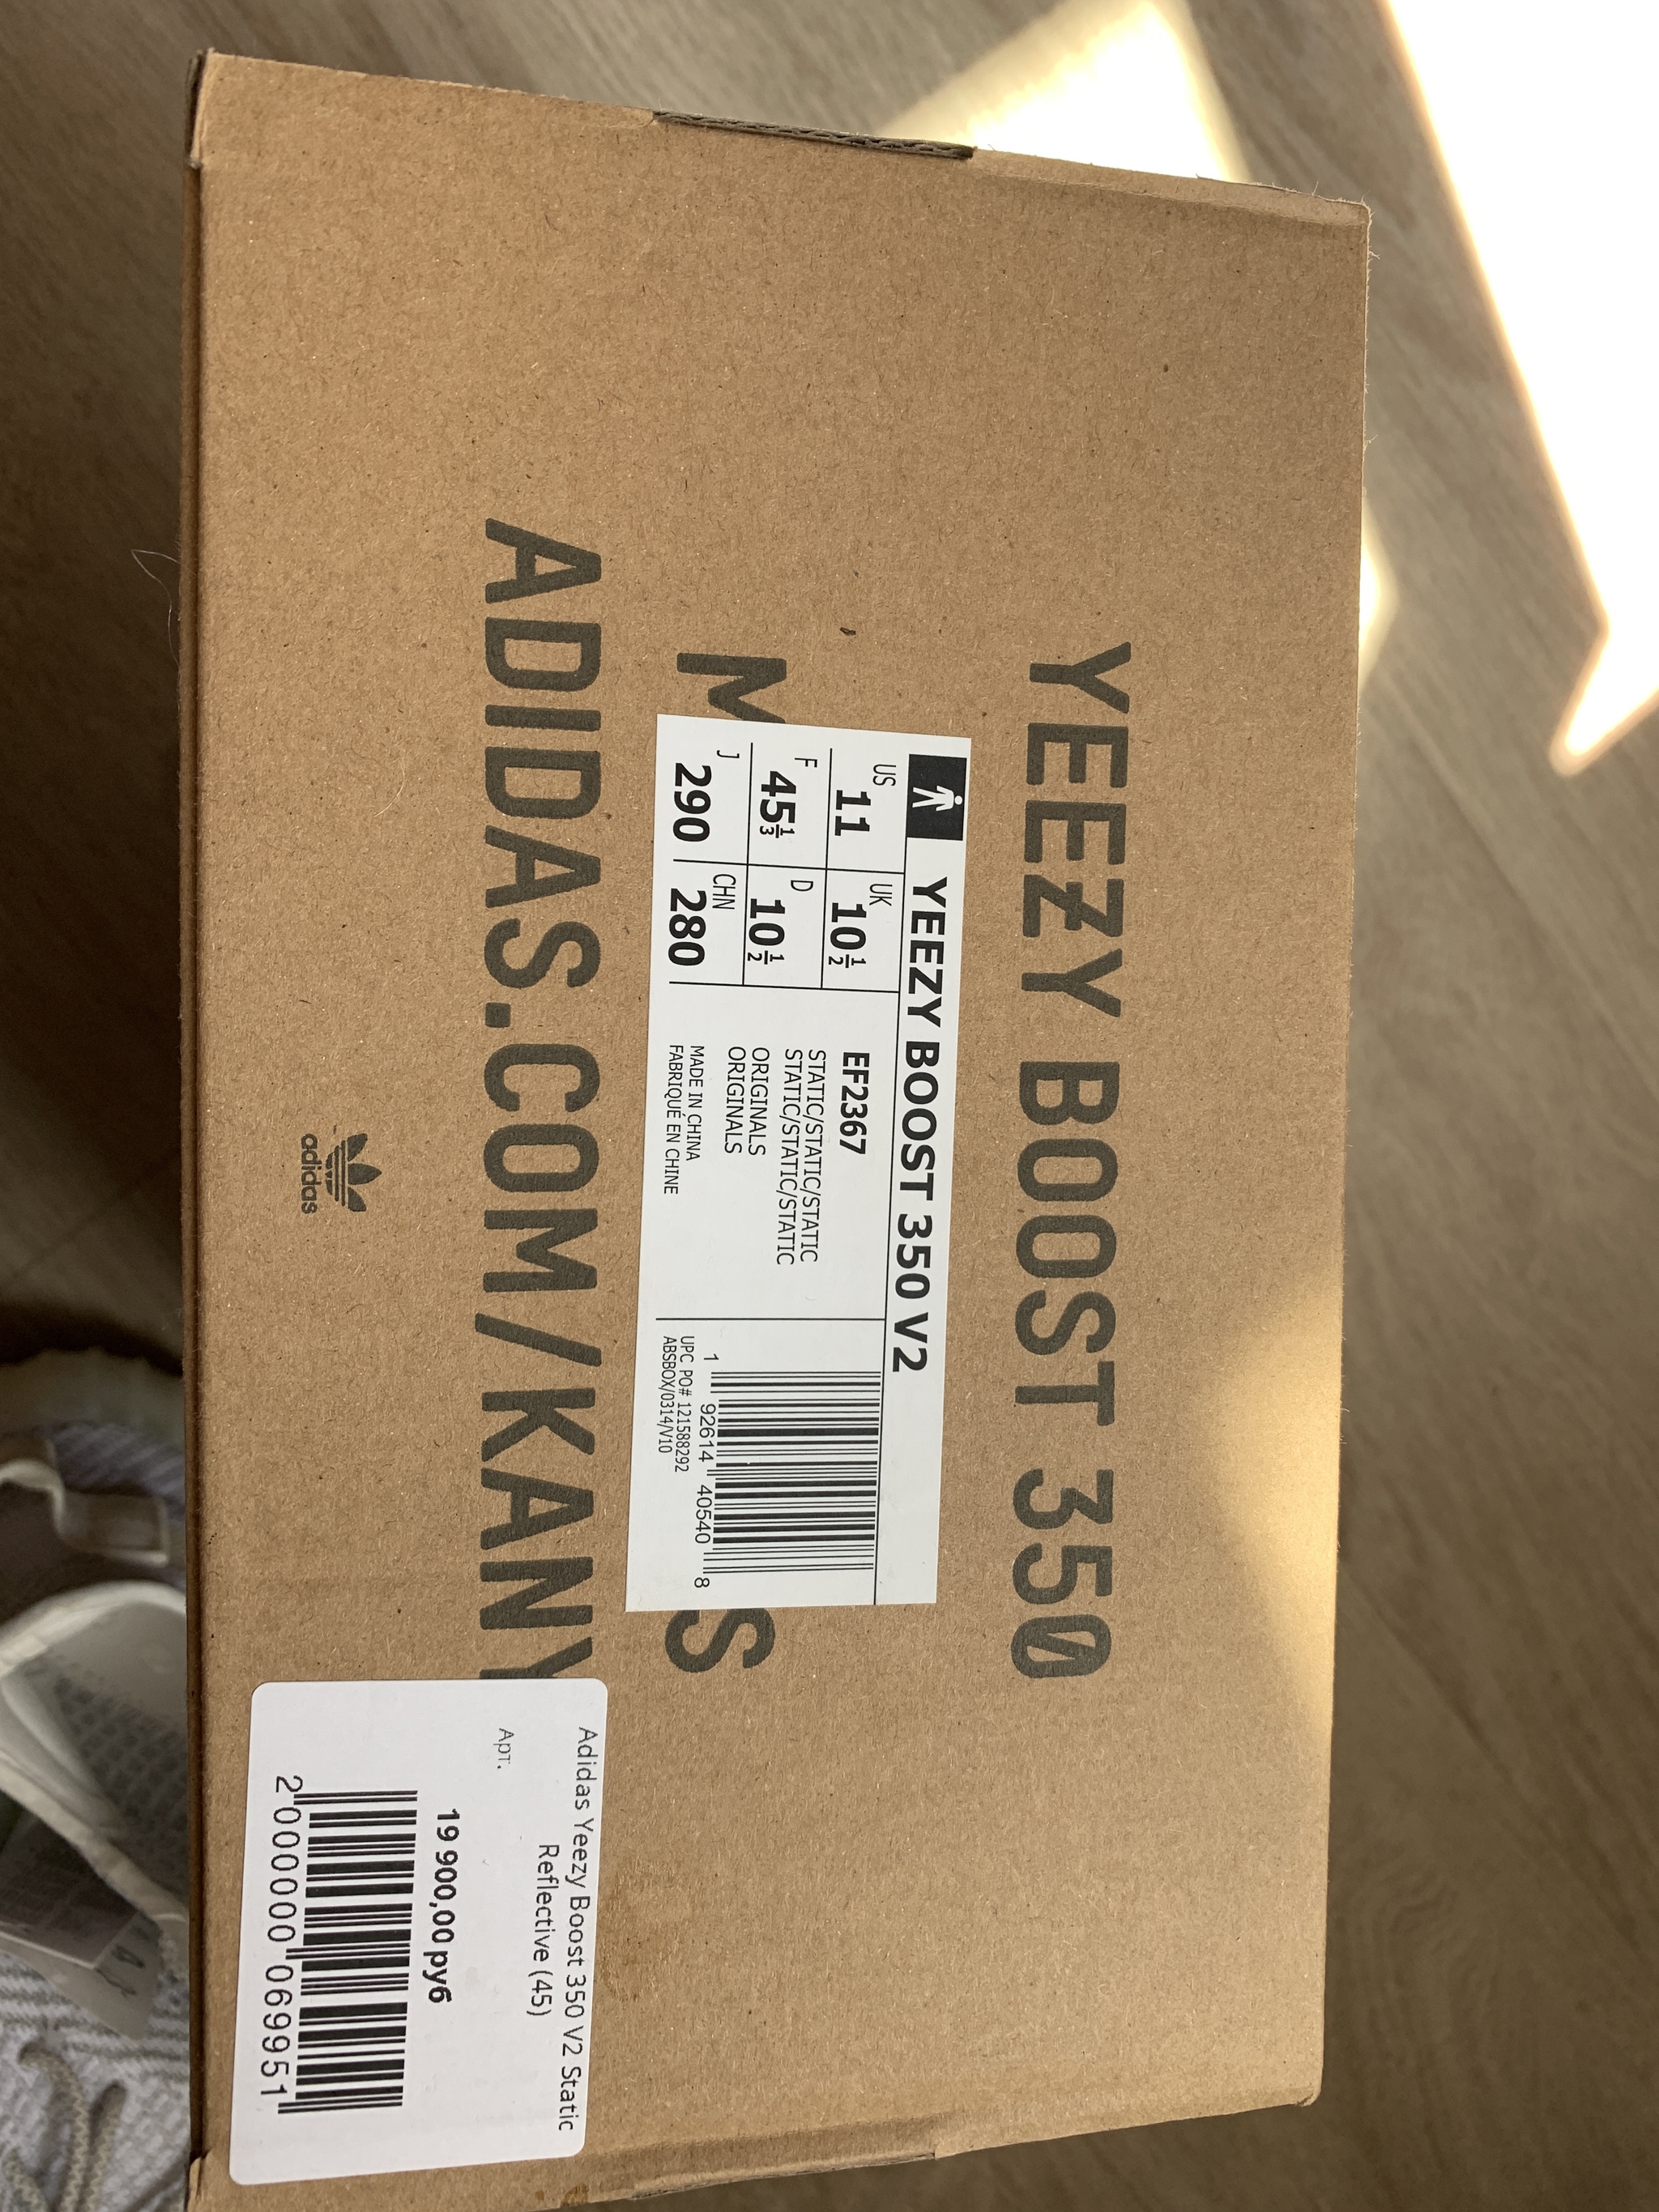 YEEZY BOOST 350
M
S
ADIDAS.COM/KANY
adidas
YEEZY BOOST 350 V2
US 11
UK 10½
F 45⅓
D 10½
J 290
CHN 280
EF2367
STATIC/STATIC/STATIC
STATIC/STATIC/STATIC
ORIGINALS
ORIGINALS
MADE IN CHINA
FABRIQUÉ EN CHINE
1 92614 40540 8
UPC PO# 121588292
ABSBOX/0314/V10
Adidas Yeezy Boost 350 V2 Static
Reflective (45)
Арт.
19 900,00 руб
2 000000 069951